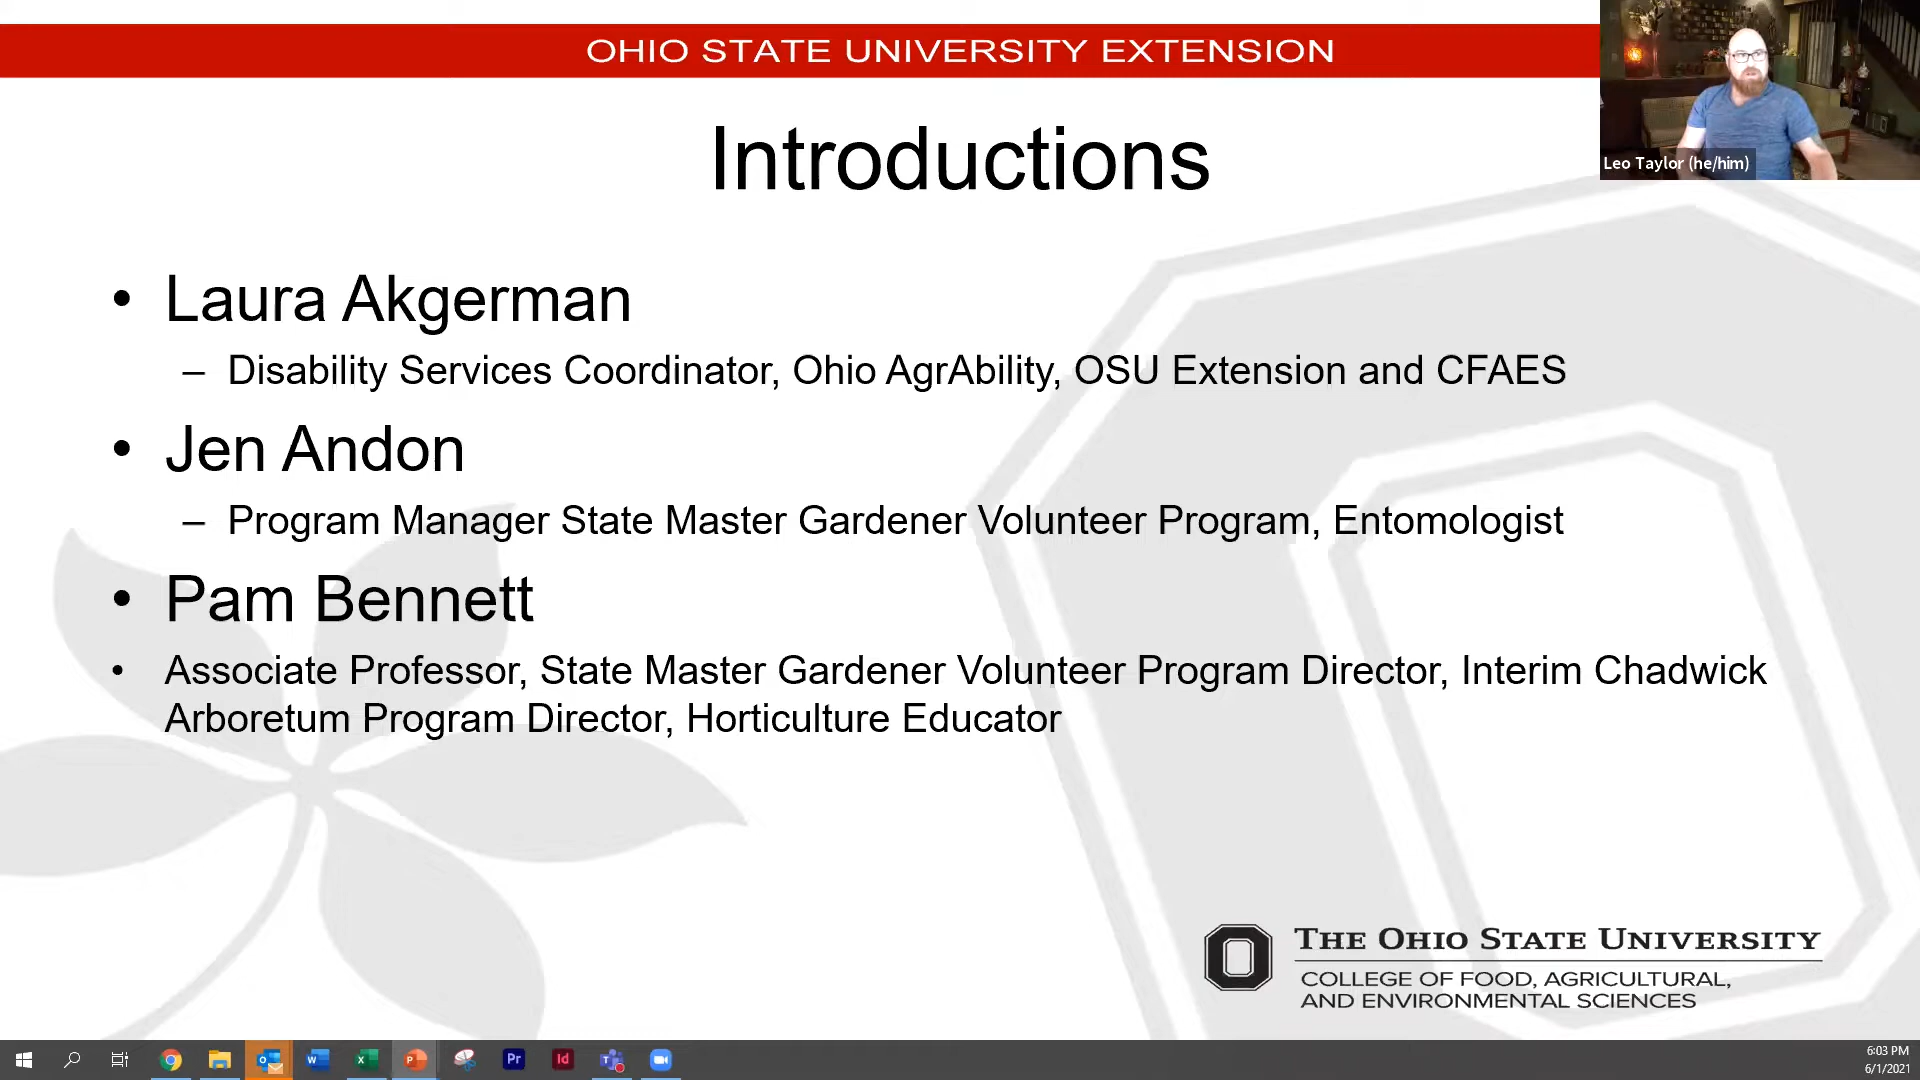 OHIO STATE UNIVERSITY EXTENSION
Leo Taylor (he/him)
Introductions
• Laura Akgerman
– Disability Services Coordinator, Ohio AgrAbility, OSU Extension and CFAES
• Jen Andon
– Program Manager State Master Gardener Volunteer Program, Entomologist
• Pam Bennett
• Associate Professor, State Master Gardener Volunteer Program Director, Interim Chadwick
Arboretum Program Director, Horticulture Educator
THE OHIO STATE UNIVERSITY
COLLEGE OF FOOD, AGRICULTURAL,
AND ENVIRONMENTAL SCIENCES
Pr
Id
6:03 PM
6/1/2021